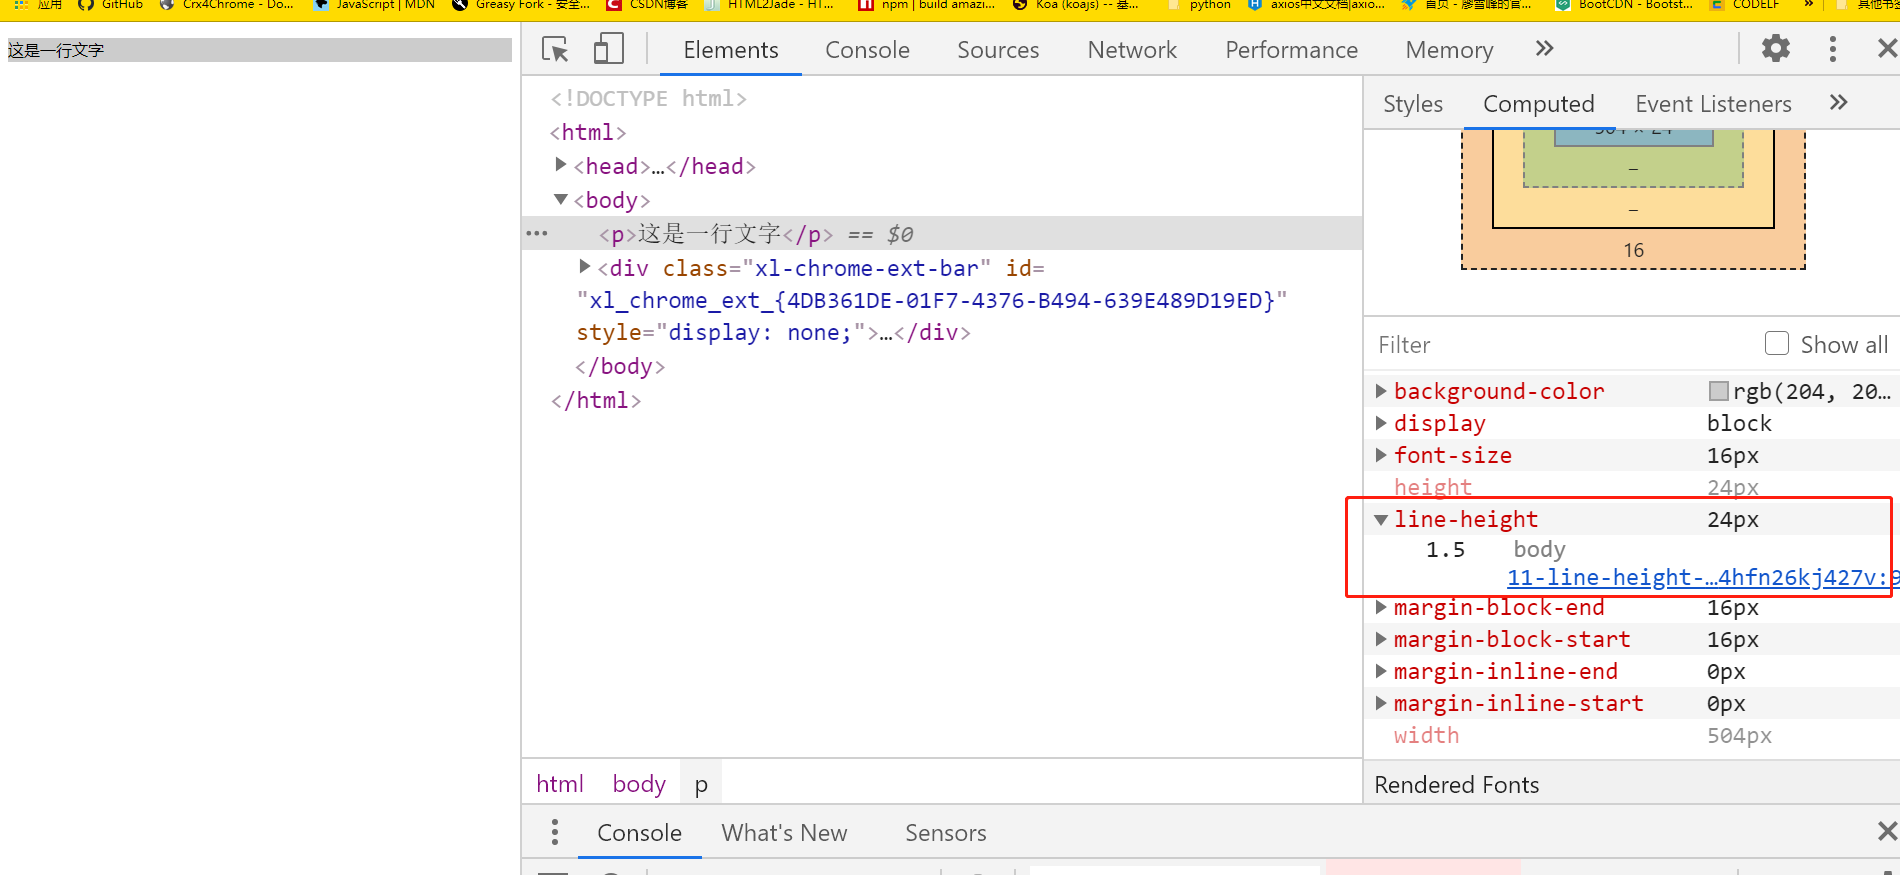 应用 GitHub Crx4Chrome - Do... JavaScript | MDN Greasy Fork - 安全... CSDN博客 HTML2Jade - HT... npm | build amazi... Koa (koajs) -- 基... python axios中文文档|axio... 首页 - 廖雪峰的官... BootCDN - Bootst... CODELF » 其他书签
这是一行文字
Elements Console Sources Network Performance Memory »
<!DOCTYPE html>
<html>
<head>…</head>
<body>
… <p>这是一行文字</p> == $0
<div class="xl-chrome-ext-bar" id=
"xl_chrome_ext_{4DB361DE-01F7-4376-B494-639E489D19ED}"
style="display: none;">…</div>
</body>
</html>
html body p
Styles Computed Event Listeners »
504 × 24
–
–
16
Filter Show all
background-color rgb(204, 20…
display block
font-size 16px
height 24px
line-height 24px
1.5 body
11-line-height-…4hfn26kj427v:9
margin-block-end 16px
margin-block-start 16px
margin-inline-end 0px
margin-inline-start 0px
width 504px
Rendered Fonts
Console What's New Sensors